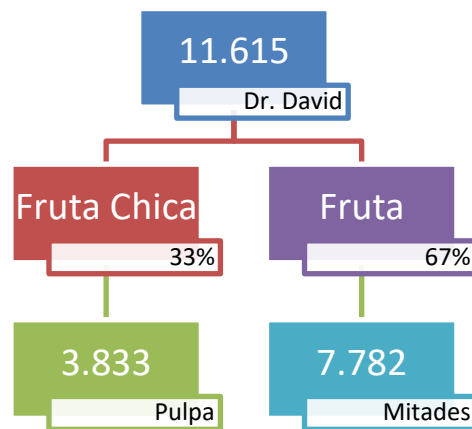 11.615
Dr. David
Fruta Chica
33%
Fruta
67%
3.833
Pulpa
7.782
Mitades